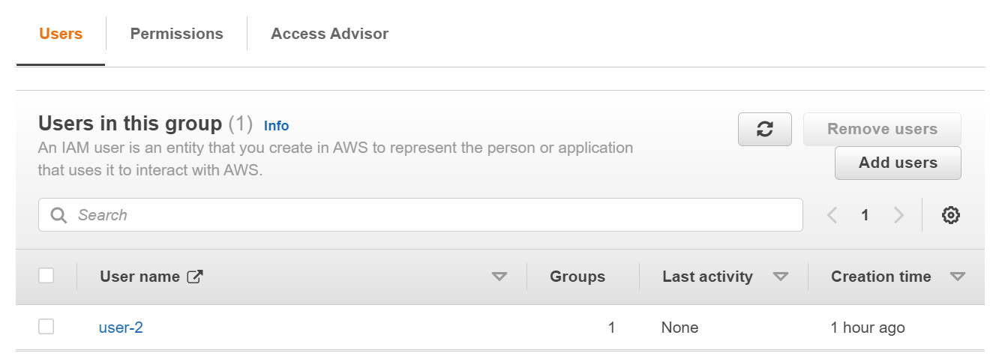 Users Permissions Access Advisor
Users in this group (1) Info
An IAM user is an entity that you create in AWS to represent the person or application
that uses it to interact with AWS.
Remove users
Add users
Search
1
User name Groups Last activity Creation time
user-2 1 None 1 hour ago